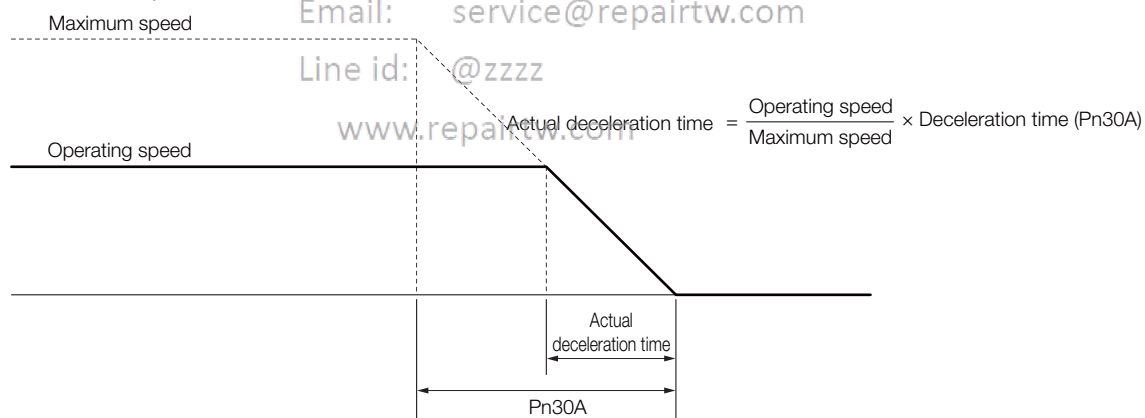 Email: service@repairtw.com
Maximum speed
Line id: @zzzz
Actual deceleration time = Operating speed / Maximum speed × Deceleration time (Pn30A)
www.repairtw.com
Operating speed
Actual
deceleration time
Pn30A